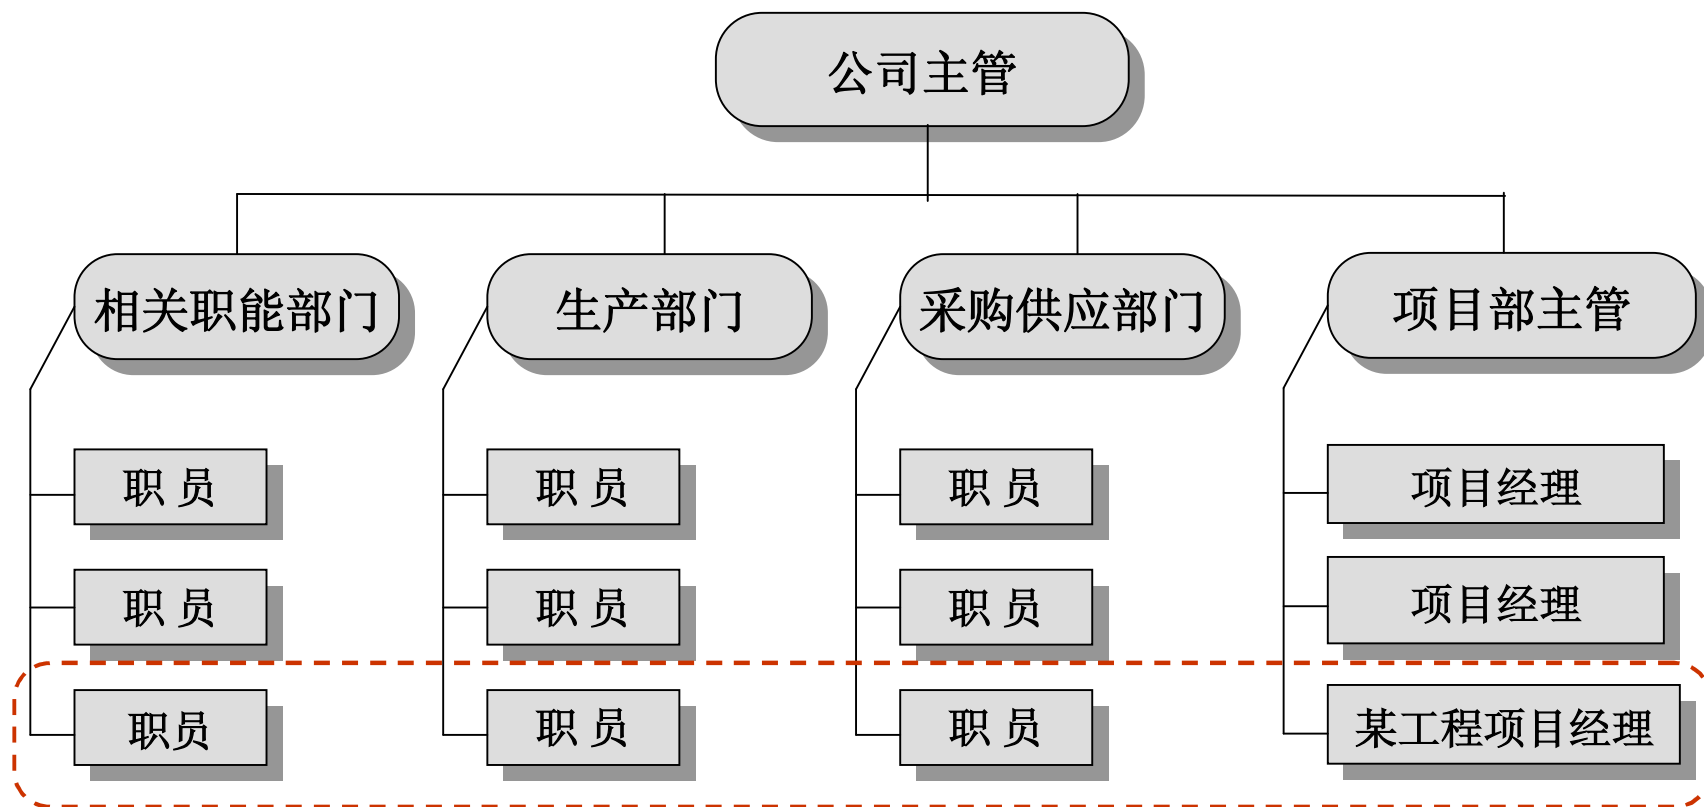 公司主管
相关职能部门
生产部门
采购供应部门
项目部主管
职 员
职 员
职 员
项目经理
职 员
职 员
职 员
项目经理
职员
职 员
职 员
某工程项目经理